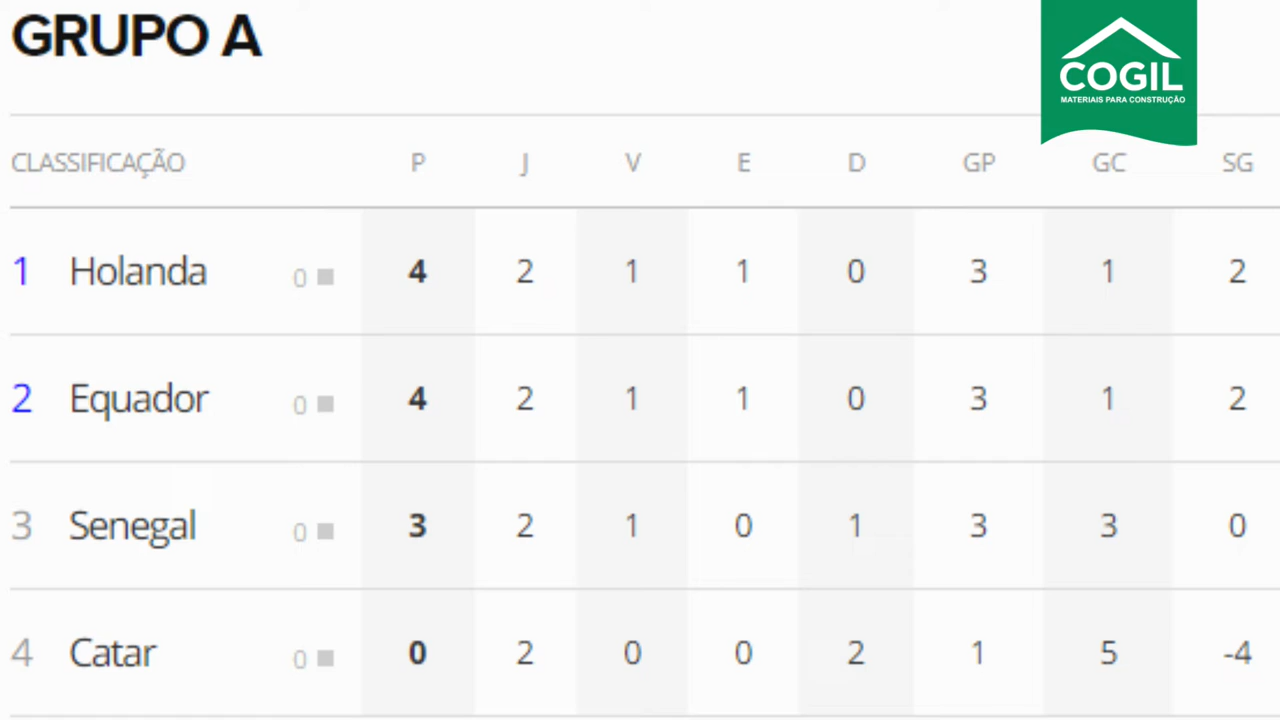 GRUPO A
COGIL
MATERIAIS PARA CONSTRUÇÃO
CLASSIFICAÇÃO P J V E D GP GC SG
1 Holanda 0 4 2 1 1 0 3 1 2
2 Equador 0 4 2 1 1 0 3 1 2
3 Senegal 0 3 2 1 0 1 3 3 0
4 Catar 0 0 2 0 0 2 1 5 -4